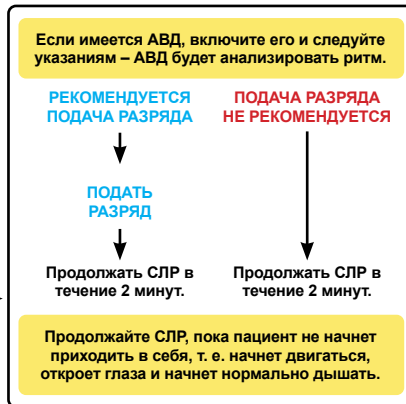 Если имеется АВД, включите его и следуйте
указаниям – АВД будет анализировать ритм.
РЕКОМЕНДУЕТСЯ
ПОДАЧА РАЗРЯДА
ПОДАЧА РАЗРЯДА
НЕ РЕКОМЕНДУЕТСЯ
ПОДАТЬ
РАЗРЯД
Продолжать СЛР в
течение 2 минут.
Продолжать СЛР в
течение 2 минут.
Продолжайте СЛР, пока пациент не начнет
приходить в себя, т. е. начнет двигаться,
откроет глаза и начнет нормально дышать.